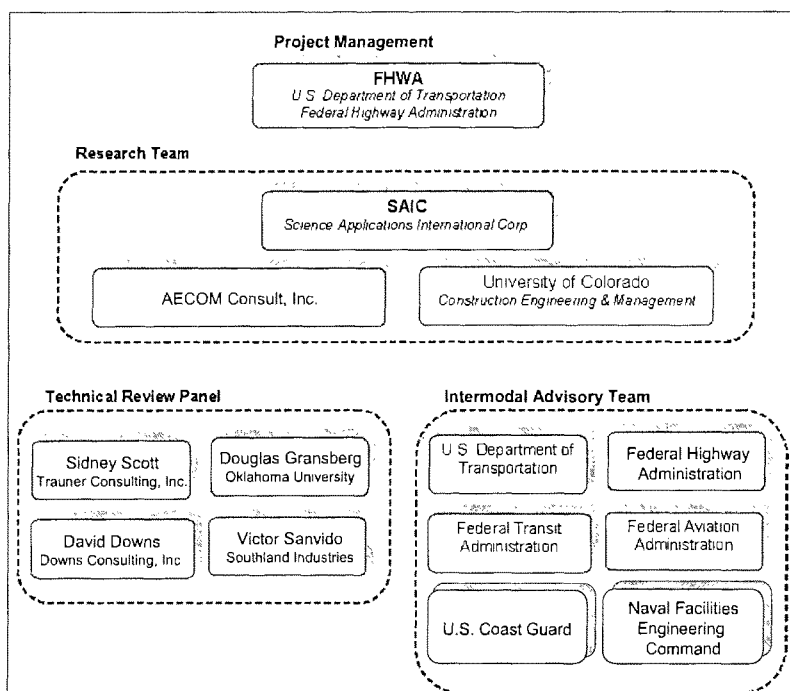 Project Management
FHWA
U.S. Department of Transportation
Federal Highway Administration
Research Team
SAIC
Science Applications International Corp
AECOM Consult, Inc.
University of Colorado
Construction Engineering & Management
Technical Review Panel
Sidney Scott
Trauner Consulting, Inc.
Douglas Gransberg
Oklahoma University
David Downs
Downs Consulting, Inc
Victor Sanvido
Southland Industries
Intermodal Advisory Team
U.S. Department of
Transportation
Federal Highway
Administration
Federal Transit
Administration
Federal Aviation
Administration
U.S. Coast Guard
Naval Facilities
Engineering
Command